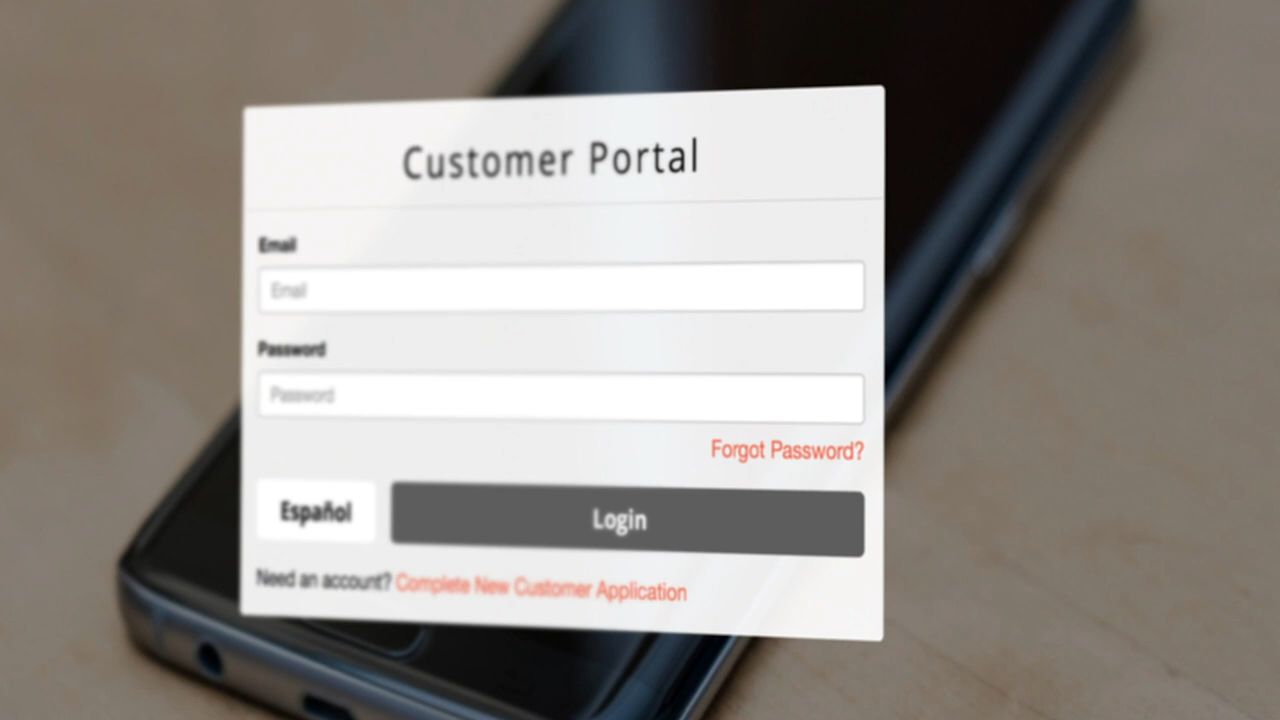 Customer Portal
Email
Email
Password
Password
Forgot Password?
Español Login
Need an account? Complete New Customer Application